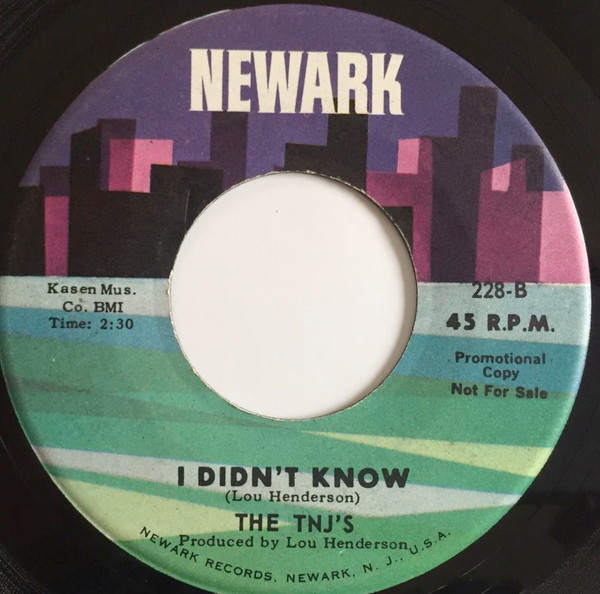 NEWARK
Kasen Mus.
Co. BMI
Time: 2:30
228-B
45 R.P.M.
Promotional
Copy
Not For Sale
I DIDN'T KNOW
(Lou Henderson)
THE TNJ'S
Produced by Lou Henderson
NEWARK RECORDS, NEWARK, N. J., U.S.A.